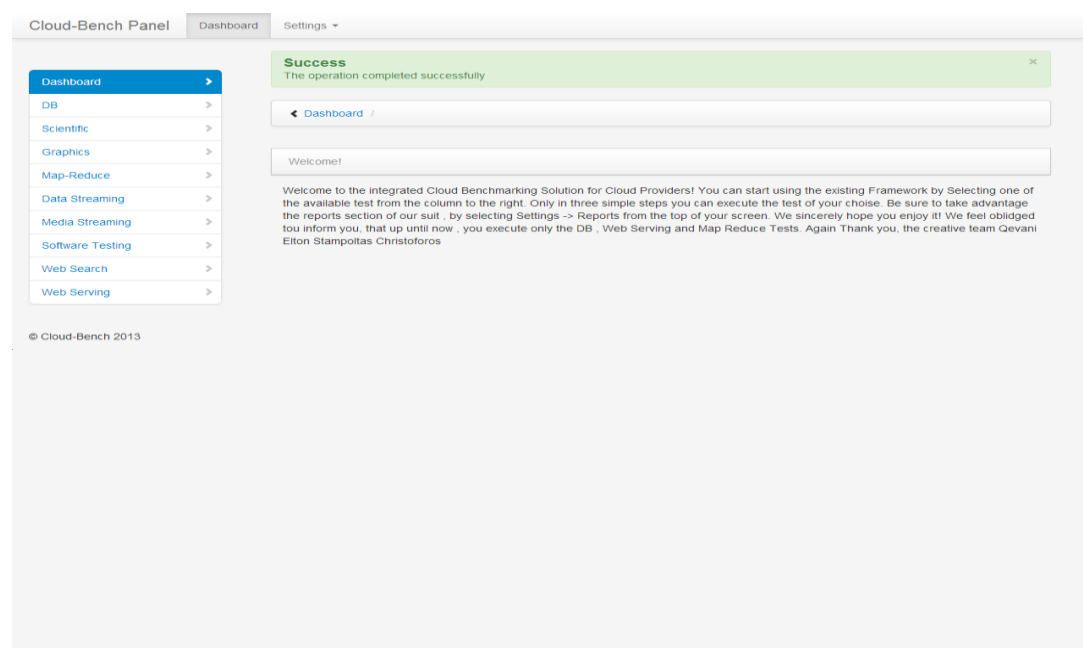 Cloud-Bench Panel Dashboard Settings
Success
The operation completed successfully
×
Dashboard
DB
Scientific
Graphics
Map-Reduce
Data Streaming
Media Streaming
Software Testing
Web Search
Web Serving
Dashboard /
Welcome!
Welcome to the integrated Cloud Benchmarking Solution for Cloud Providers! You can start using the existing Framework by Selecting one of
the available test from the column to the right. Only in three simple steps you can execute the test of your choise. Be sure to take advantage
the reports section of our suit , by selecting Settings -> Reports from the top of your screen. We sincerely hope you enjoy it! We feel oblidged
tou inform you, that up until now , you execute only the DB , Web Serving and Map Reduce Tests. Again Thank you, the creative team Qevani
Elton Stampoltas Christoforos
© Cloud-Bench 2013